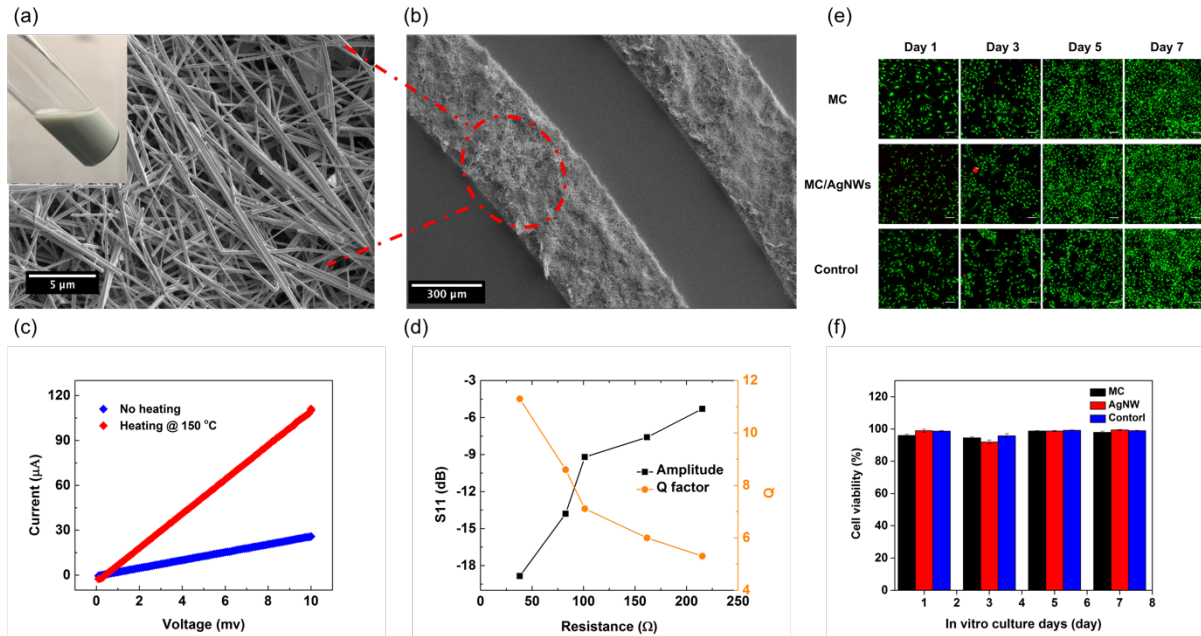 (a)
5 μm
(b)
300 μm
(e)
Day 1 Day 3 Day 5 Day 7
MC
MC/AgNWs
Control
(c)
120
90
60
30
0
Current (μA)
No heating
Heating @ 150 °C
0 2 4 6 8 10
Voltage (mv)
(d)
-3
-6
-9
-12
-15
-18
S11 (dB)
Amplitude
Q factor
12
10
8
6
4
Q
0 50 100 150 200 250
Resistance (Ω)
(f)
120
100
80
60
40
20
0
Cell viability (%)
MC
AgNW
Contorl
1 2 3 4 5 6 7 8
In vitro culture days (day)